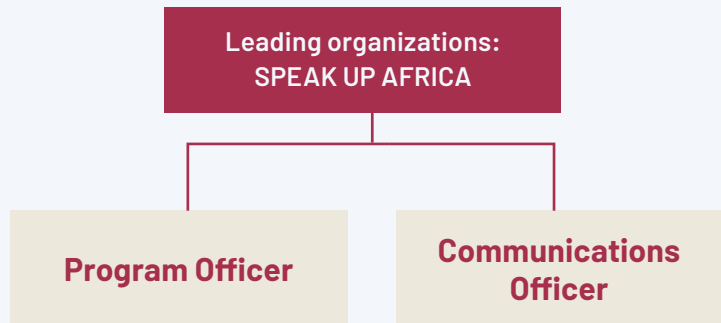 Leading organizations:
SPEAK UP AFRICA
Program Officer
Communications
Officer